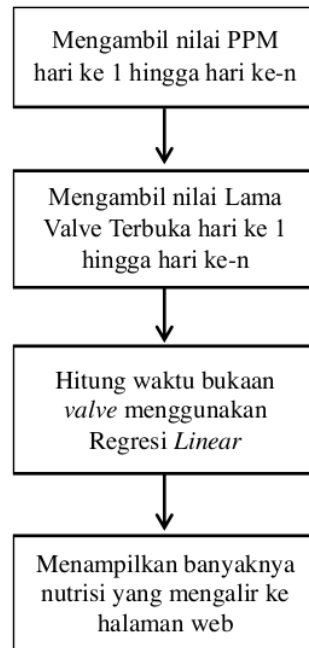 Mengambil nilai PPM
hari ke 1 hingga hari ke-n
Mengambil nilai Lama
Valve Terbuka hari ke 1
hingga hari ke-n
Hitung waktu bukaan
valve menggunakan
Regresi Linear
Menampilkan banyaknya
nutrisi yang mengalir ke
halaman web